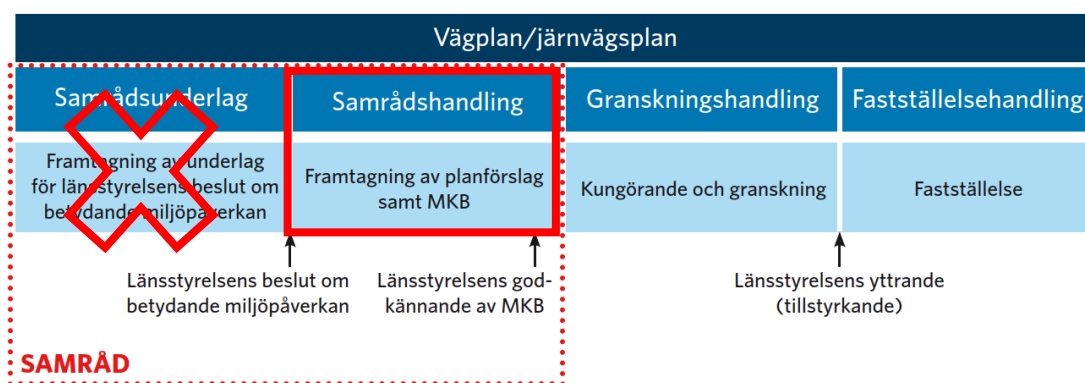 Vägplan/järnvägsplan
Samrådsunderlag
Samrådshandling
Granskningshandling
Fastställelsehandling
Framtagning av underlag
för länsstyrelsens beslut om
betydande miljöpåverkan
Framtagning av planförslag
samt MKB
Kungörande och granskning
Fastställelse
Länsstyrelsens beslut om
betydande miljöpåverkan
Länsstyrelsens god-
kännande av MKB
Länsstyrelsens yttrande
(tillstyrkande)
SAMRÅD